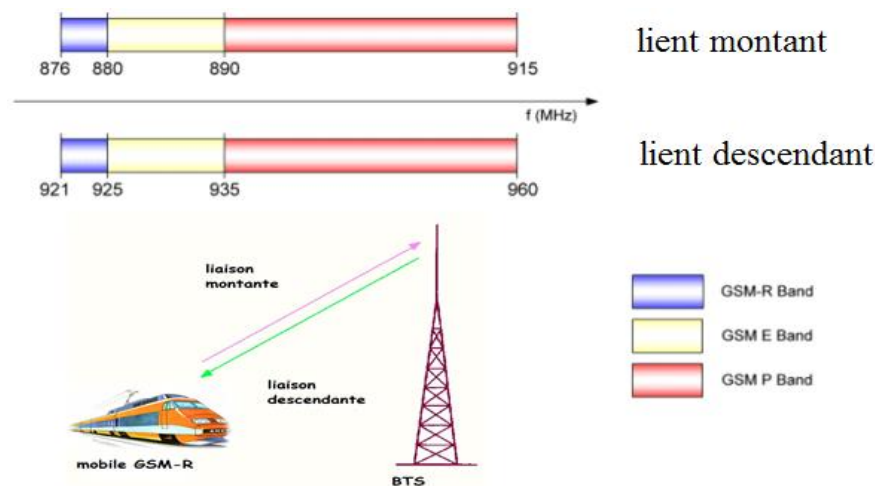 lient montant
876 880 890 915
f (MHz)
lient descendant
921 925 935 960
liaison
montante
liaison
descendante
mobile GSM-R
BTS
GSM-R Band
GSM E Band
GSM P Band